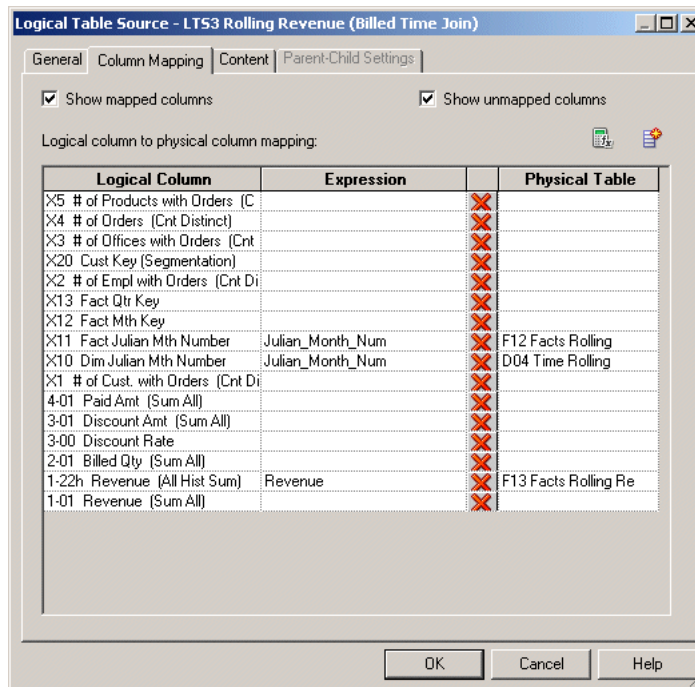 Logical Table Source - LTS3 Rolling Revenue (Billed Time Join)
General Column Mapping Content Parent-Child Settings
Show mapped columns Show unmapped columns
Logical column to physical column mapping:
Logical Column Expression Physical Table
X5 # of Products with Orders (C
X4 # of Orders (Cnt Distinct)
X3 # of Offices with Orders (Cnt
X20 Cust Key (Segmentation)
X2 # of Empl with Orders (Cnt Di
X13 Fact Qtr Key
X12 Fact Mth Key
X11 Fact Julian Mth Number Julian_Month_Num F12 Facts Rolling
X10 Dim Julian Mth Number Julian_Month_Num D04 Time Rolling
X1 # of Cust. with Orders (Cnt Di
4-01 Paid Amt (Sum All)
3-01 Discount Amt (Sum All)
3-00 Discount Rate
2-01 Billed Qty (Sum All)
1-22h Revenue (All Hist Sum) Revenue F13 Facts Rolling Re
1-01 Revenue (Sum All)
OK Cancel Help